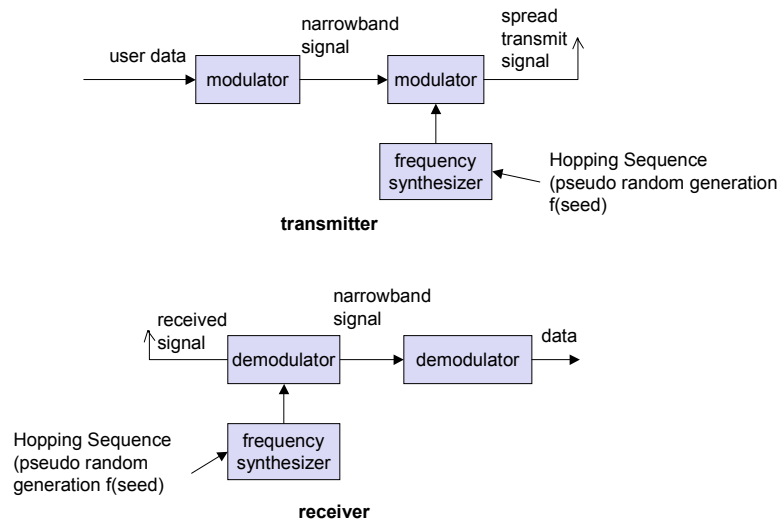 user data
modulator
narrowband
signal
modulator
spread
transmit
signal
frequency
synthesizer
Hopping Sequence
(pseudo random generation
f(seed)
transmitter
received
signal
demodulator
narrowband
signal
demodulator
data
Hopping Sequence
(pseudo random
generation f(seed)
frequency
synthesizer
receiver